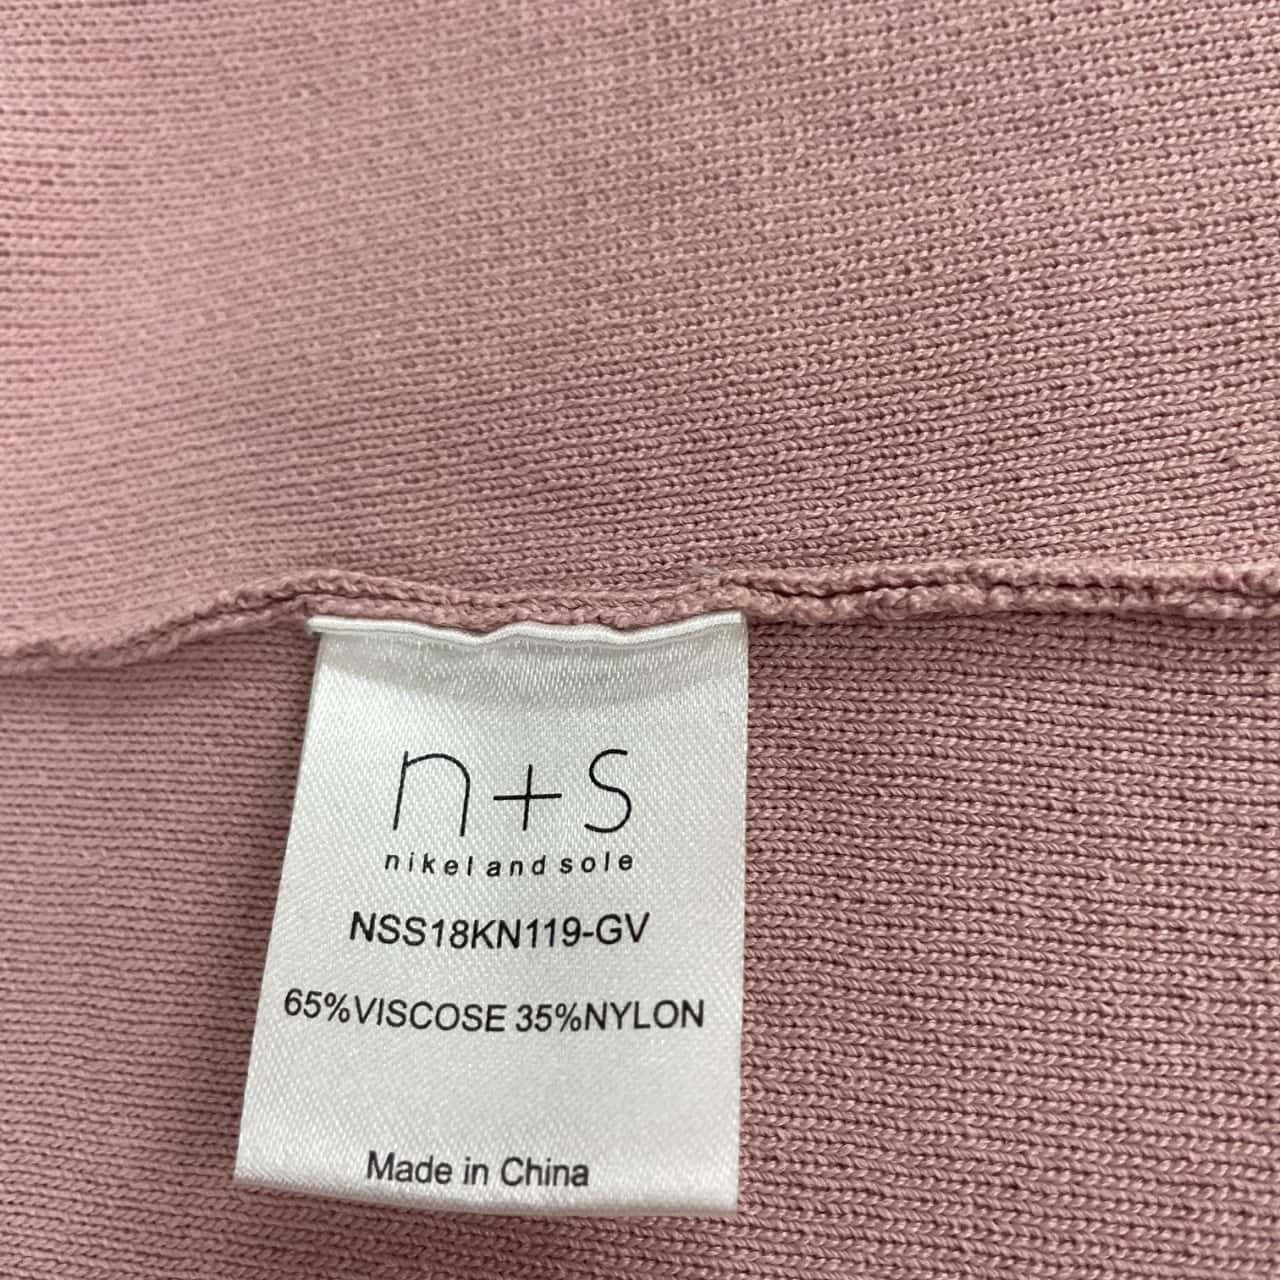 n+s
nikel and sole
NSS18KN119-GV
65%VISCOSE 35%NYLON
Made in China